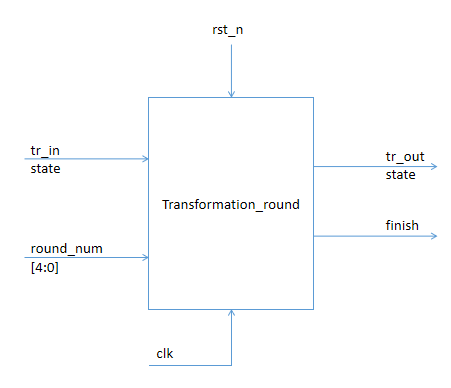 rst_n
tr_in
state
tr_out
state
Transformation_round
finish
round_num
[4:0]
clk